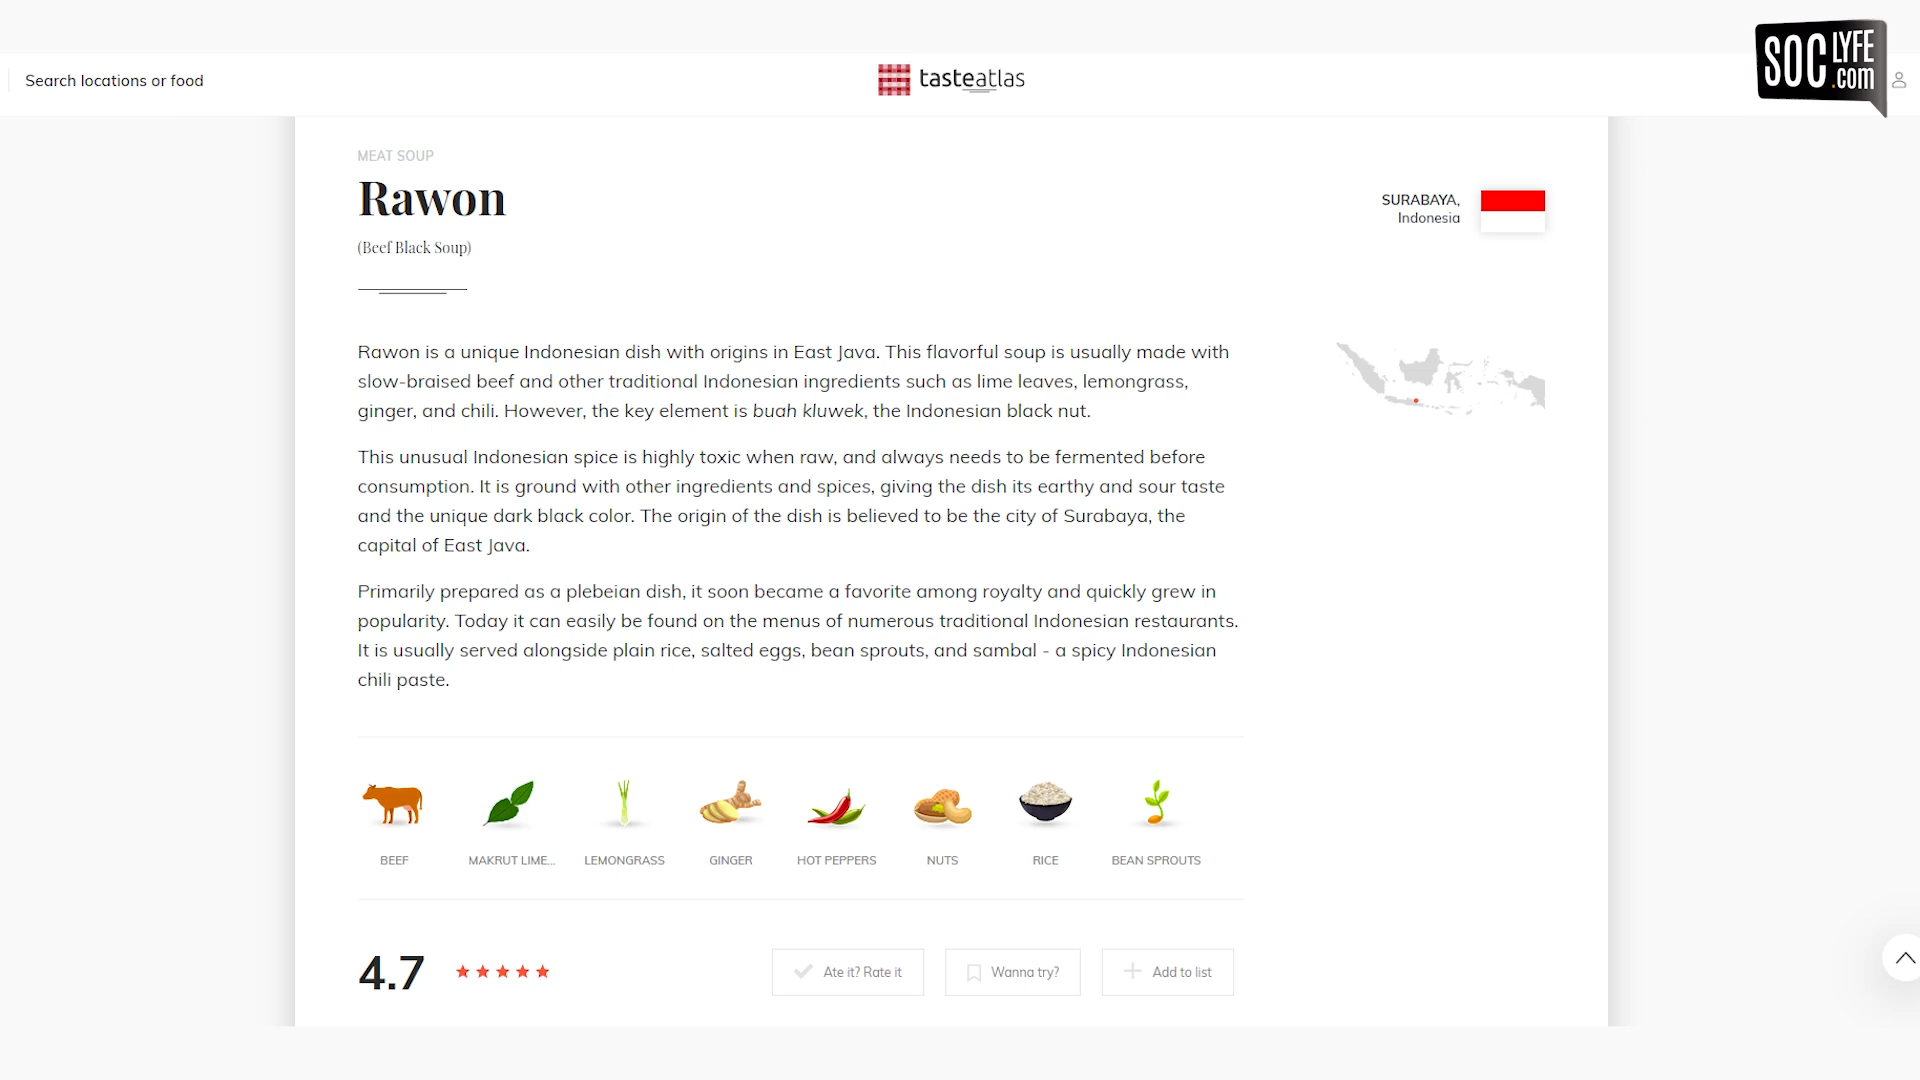 SOC LYFE .com
Search locations or food
tasteatlas
MEAT SOUP
Rawon
(Beef Black Soup)
SURABAYA,
Indonesia
Rawon is a unique Indonesian dish with origins in East Java. This flavorful soup is usually made with
slow-braised beef and other traditional Indonesian ingredients such as lime leaves, lemongrass,
ginger, and chili. However, the key element is buah kluwek, the Indonesian black nut.
This unusual Indonesian spice is highly toxic when raw, and always needs to be fermented before
consumption. It is ground with other ingredients and spices, giving the dish its earthy and sour taste
and the unique dark black color. The origin of the dish is believed to be the city of Surabaya, the
capital of East Java.
Primarily prepared as a plebeian dish, it soon became a favorite among royalty and quickly grew in
popularity. Today it can easily be found on the menus of numerous traditional Indonesian restaurants.
It is usually served alongside plain rice, salted eggs, bean sprouts, and sambal - a spicy Indonesian
chili paste.
BEEF
MAKRUT LIME...
LEMONGRASS
GINGER
HOT PEPPERS
NUTS
RICE
BEAN SPROUTS
4.7
Ate it? Rate it
Wanna try?
Add to list